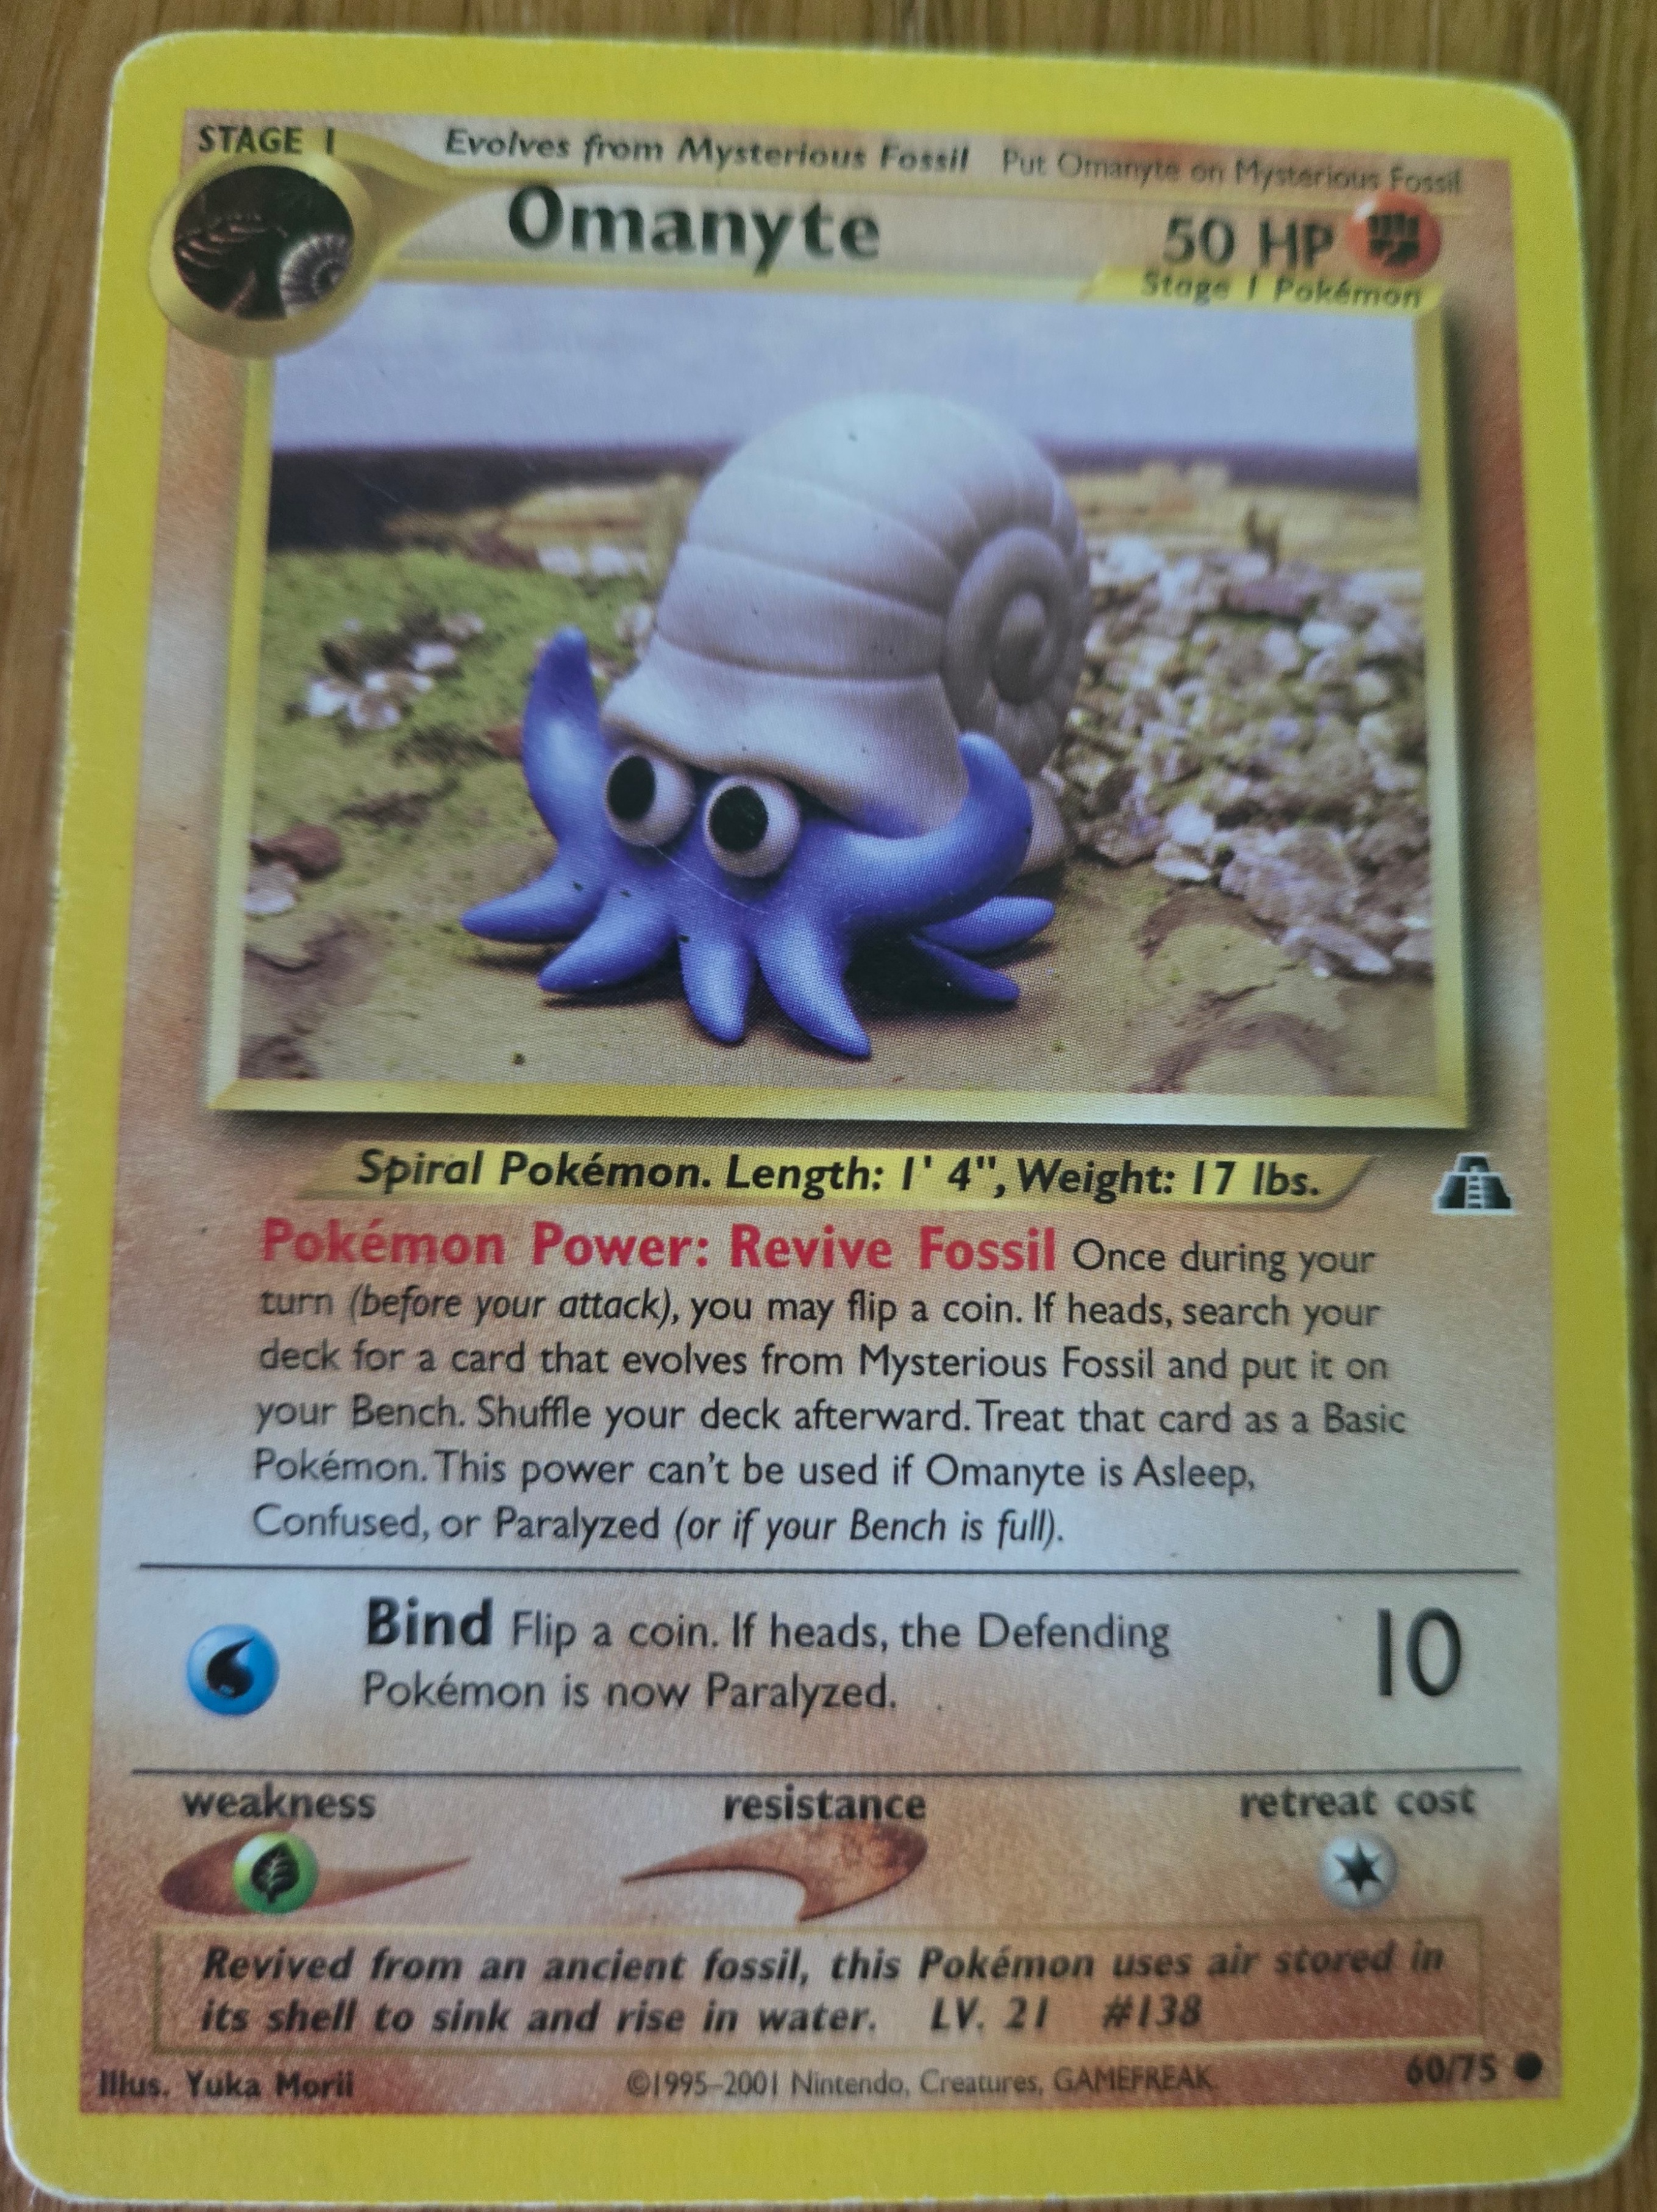 STAGE 1 Evolves from Mysterious Fossil Put Omanyte on Mysterious Fossil
Omanyte 50 HP
Stage 1 Pokémon
Spiral Pokémon. Length: 1' 4", Weight: 17 lbs.
Pokémon Power: Revive Fossil Once during your
turn (before your attack), you may flip a coin. If heads, search your
deck for a card that evolves from Mysterious Fossil and put it on
your Bench. Shuffle your deck afterward. Treat that card as a Basic
Pokémon. This power can't be used if Omanyte is Asleep,
Confused, or Paralyzed (or if your Bench is full).
Bind Flip a coin. If heads, the Defending
Pokémon is now Paralyzed.
10
weakness resistance retreat cost
Revived from an ancient fossil, this Pokémon uses air stored in
its shell to sink and rise in water. LV. 21 #138
Illus. Yuka Morii ©1995–2001 Nintendo, Creatures, GAMEFREAK. 60/75